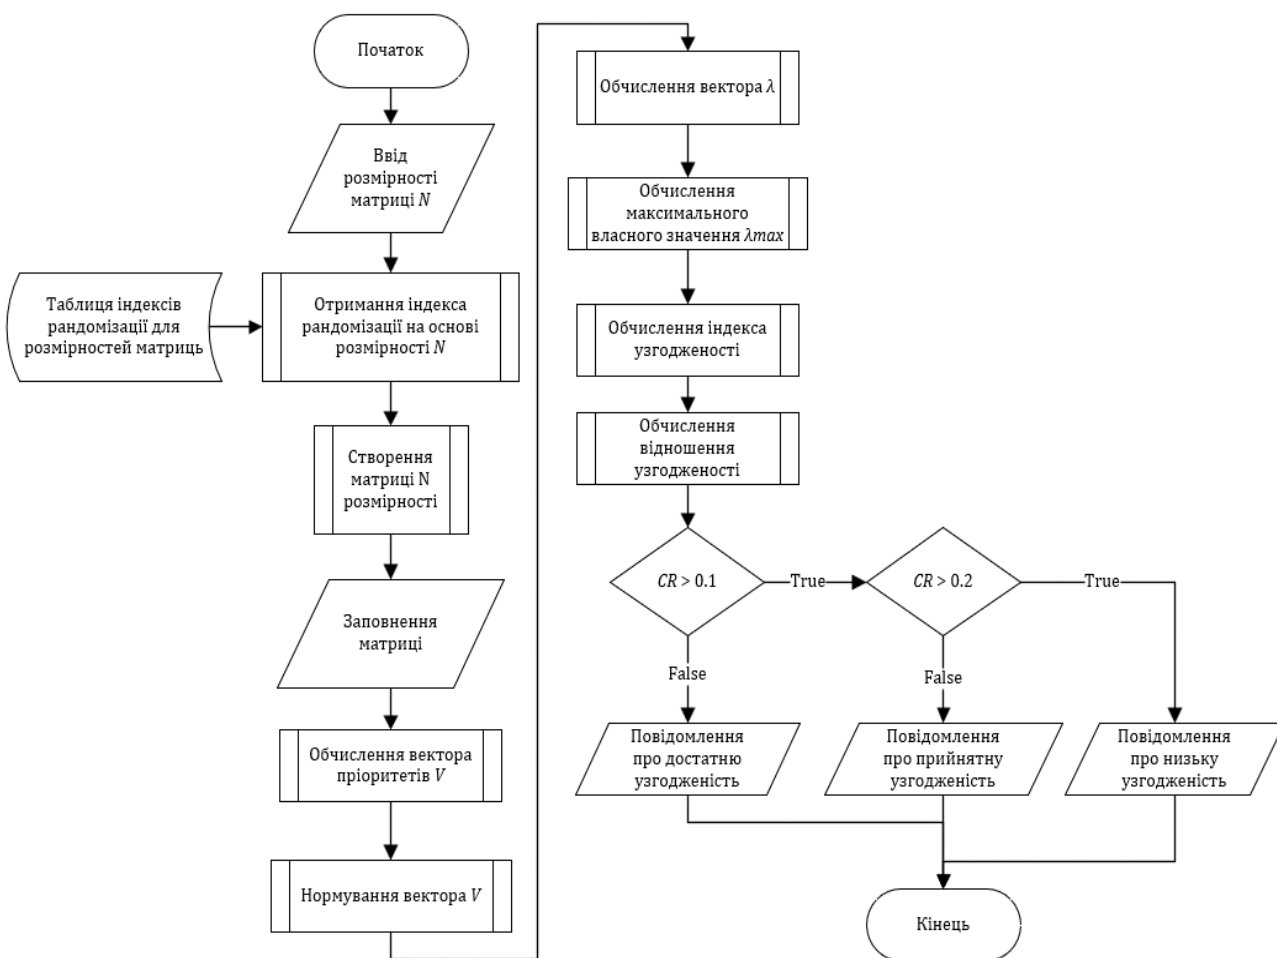 Початок
Ввід
розмірності
матриці N
Таблиця індексів
рандомізації для
розмірностей матриць
Отримання індекса
рандомізації на основі
розмірності N
Створення
матриці N
розмірності
Заповнення
матриці
Обчислення вектора
пріоритетів V
Нормування вектора V
Обчислення вектора λ
Обчислення
максимального
власного значення λmax
Обчислення індекса
узгодженості
Обчислення
відношення
узгодженості
CR > 0.1
True
CR > 0.2
True
False
False
Повідомлення
про достатню
узгодженість
Повідомлення
про прийнятну
узгодженість
Повідомлення
про низьку
узгодженість
Кінець